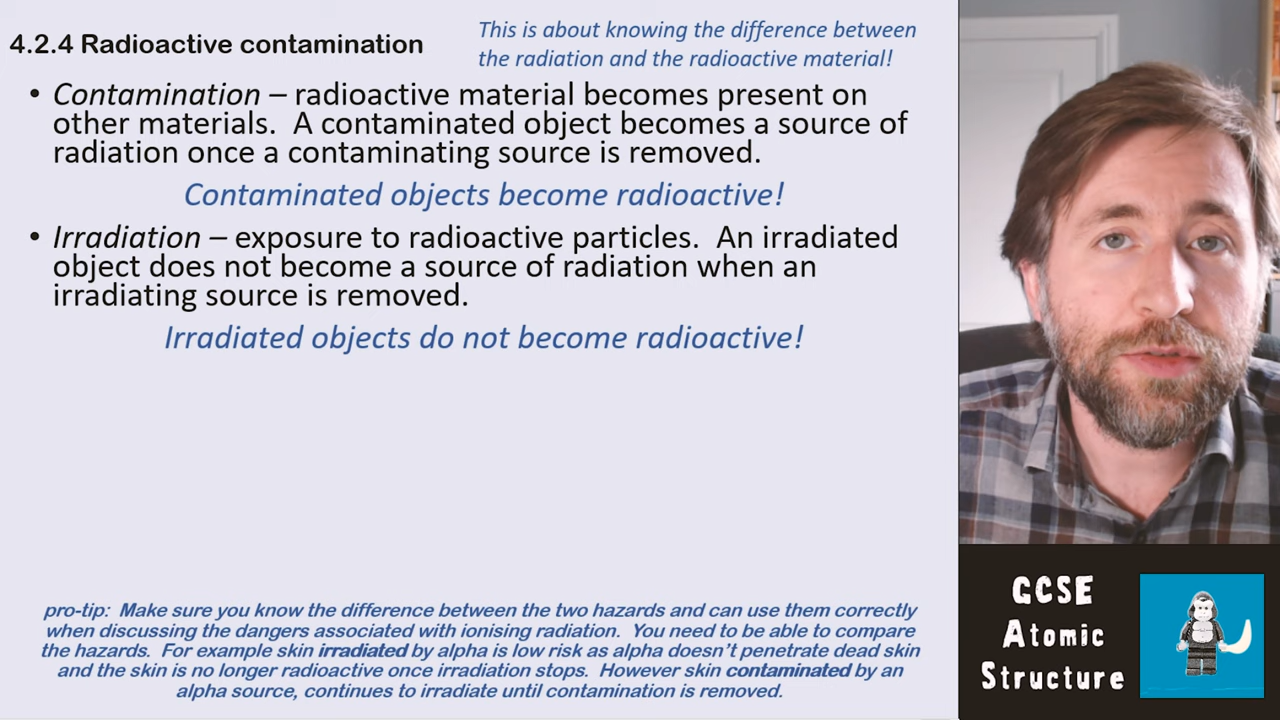 4.2.4 Radioactive contamination
This is about knowing the difference between
the radiation and the radioactive material!
• Contamination – radioactive material becomes present on
other materials. A contaminated object becomes a source of
radiation once a contaminating source is removed.
Contaminated objects become radioactive!
• Irradiation – exposure to radioactive particles. An irradiated
object does not become a source of radiation when an
irradiating source is removed.
Irradiated objects do not become radioactive!
pro-tip: Make sure you know the difference between the two hazards and can use them correctly
when discussing the dangers associated with ionising radiation. You need to be able to compare
the hazards. For example skin irradiated by alpha is low risk as alpha doesn't penetrate dead skin
and the skin is no longer radioactive once irradiation stops. However skin contaminated by an
alpha source, continues to irradiate until contamination is removed.
GCSE
Atomic
Structure